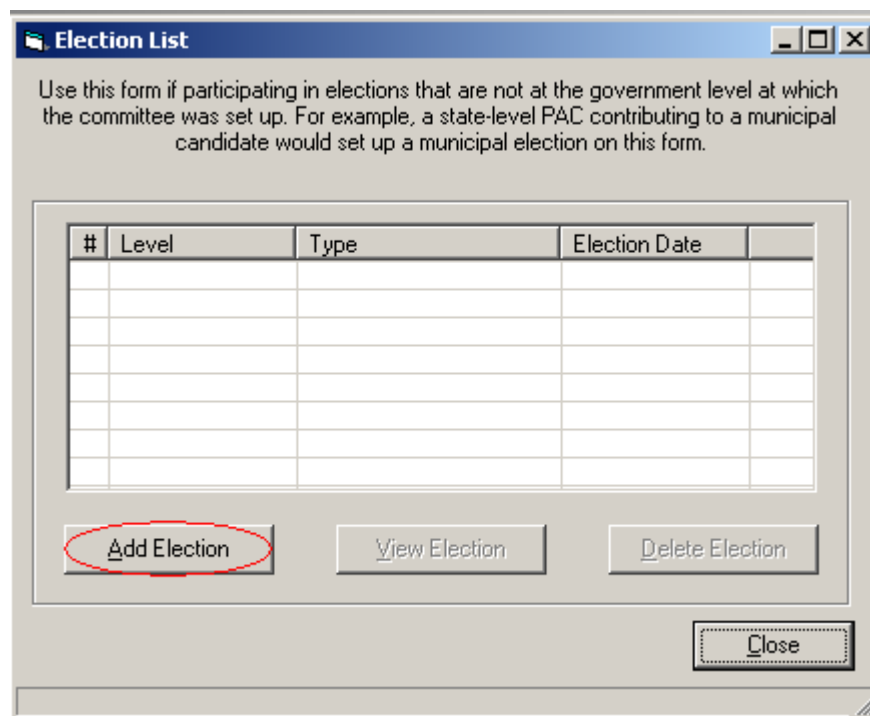 Election List
Use this form if participating in elections that are not at the government level at which
the committee was set up. For example, a state-level PAC contributing to a municipal
candidate would set up a municipal election on this form.
# Level Type Election Date
Add Election View Election Delete Election
Close